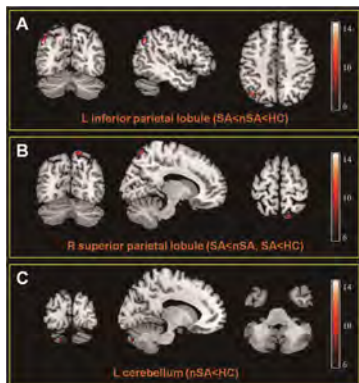 A
14
10
6
L inferior parietal lobule (SA<nSA<HC)
B
14
10
6
R superior parietal lobule (SA<nSA, SA<HC)
C
14
10
6
L cerebellum (nSA<HC)